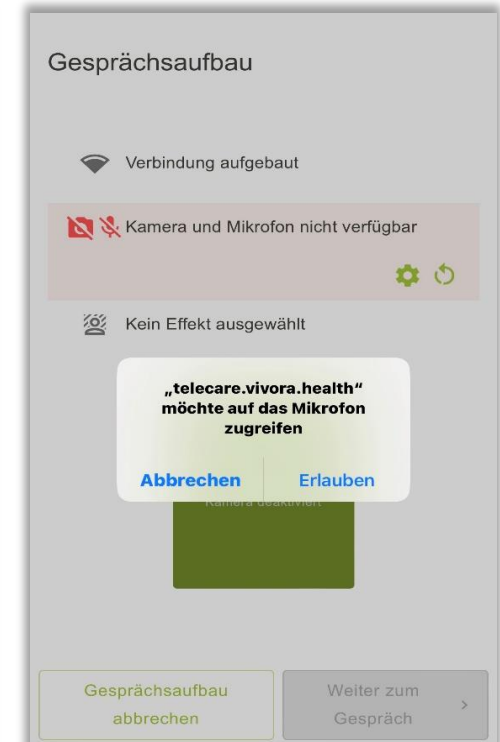 Gesprächsaufbau
Verbindung aufgebaut
Kamera und Mikrofon nicht verfügbar
Kein Effekt ausgewählt
„telecare.vivora.health“
möchte auf das Mikrofon
zugreifen
Abbrechen Erlauben
Kamera deaktiviert
Gesprächsaufbau
abbrechen
Weiter zum
Gespräch